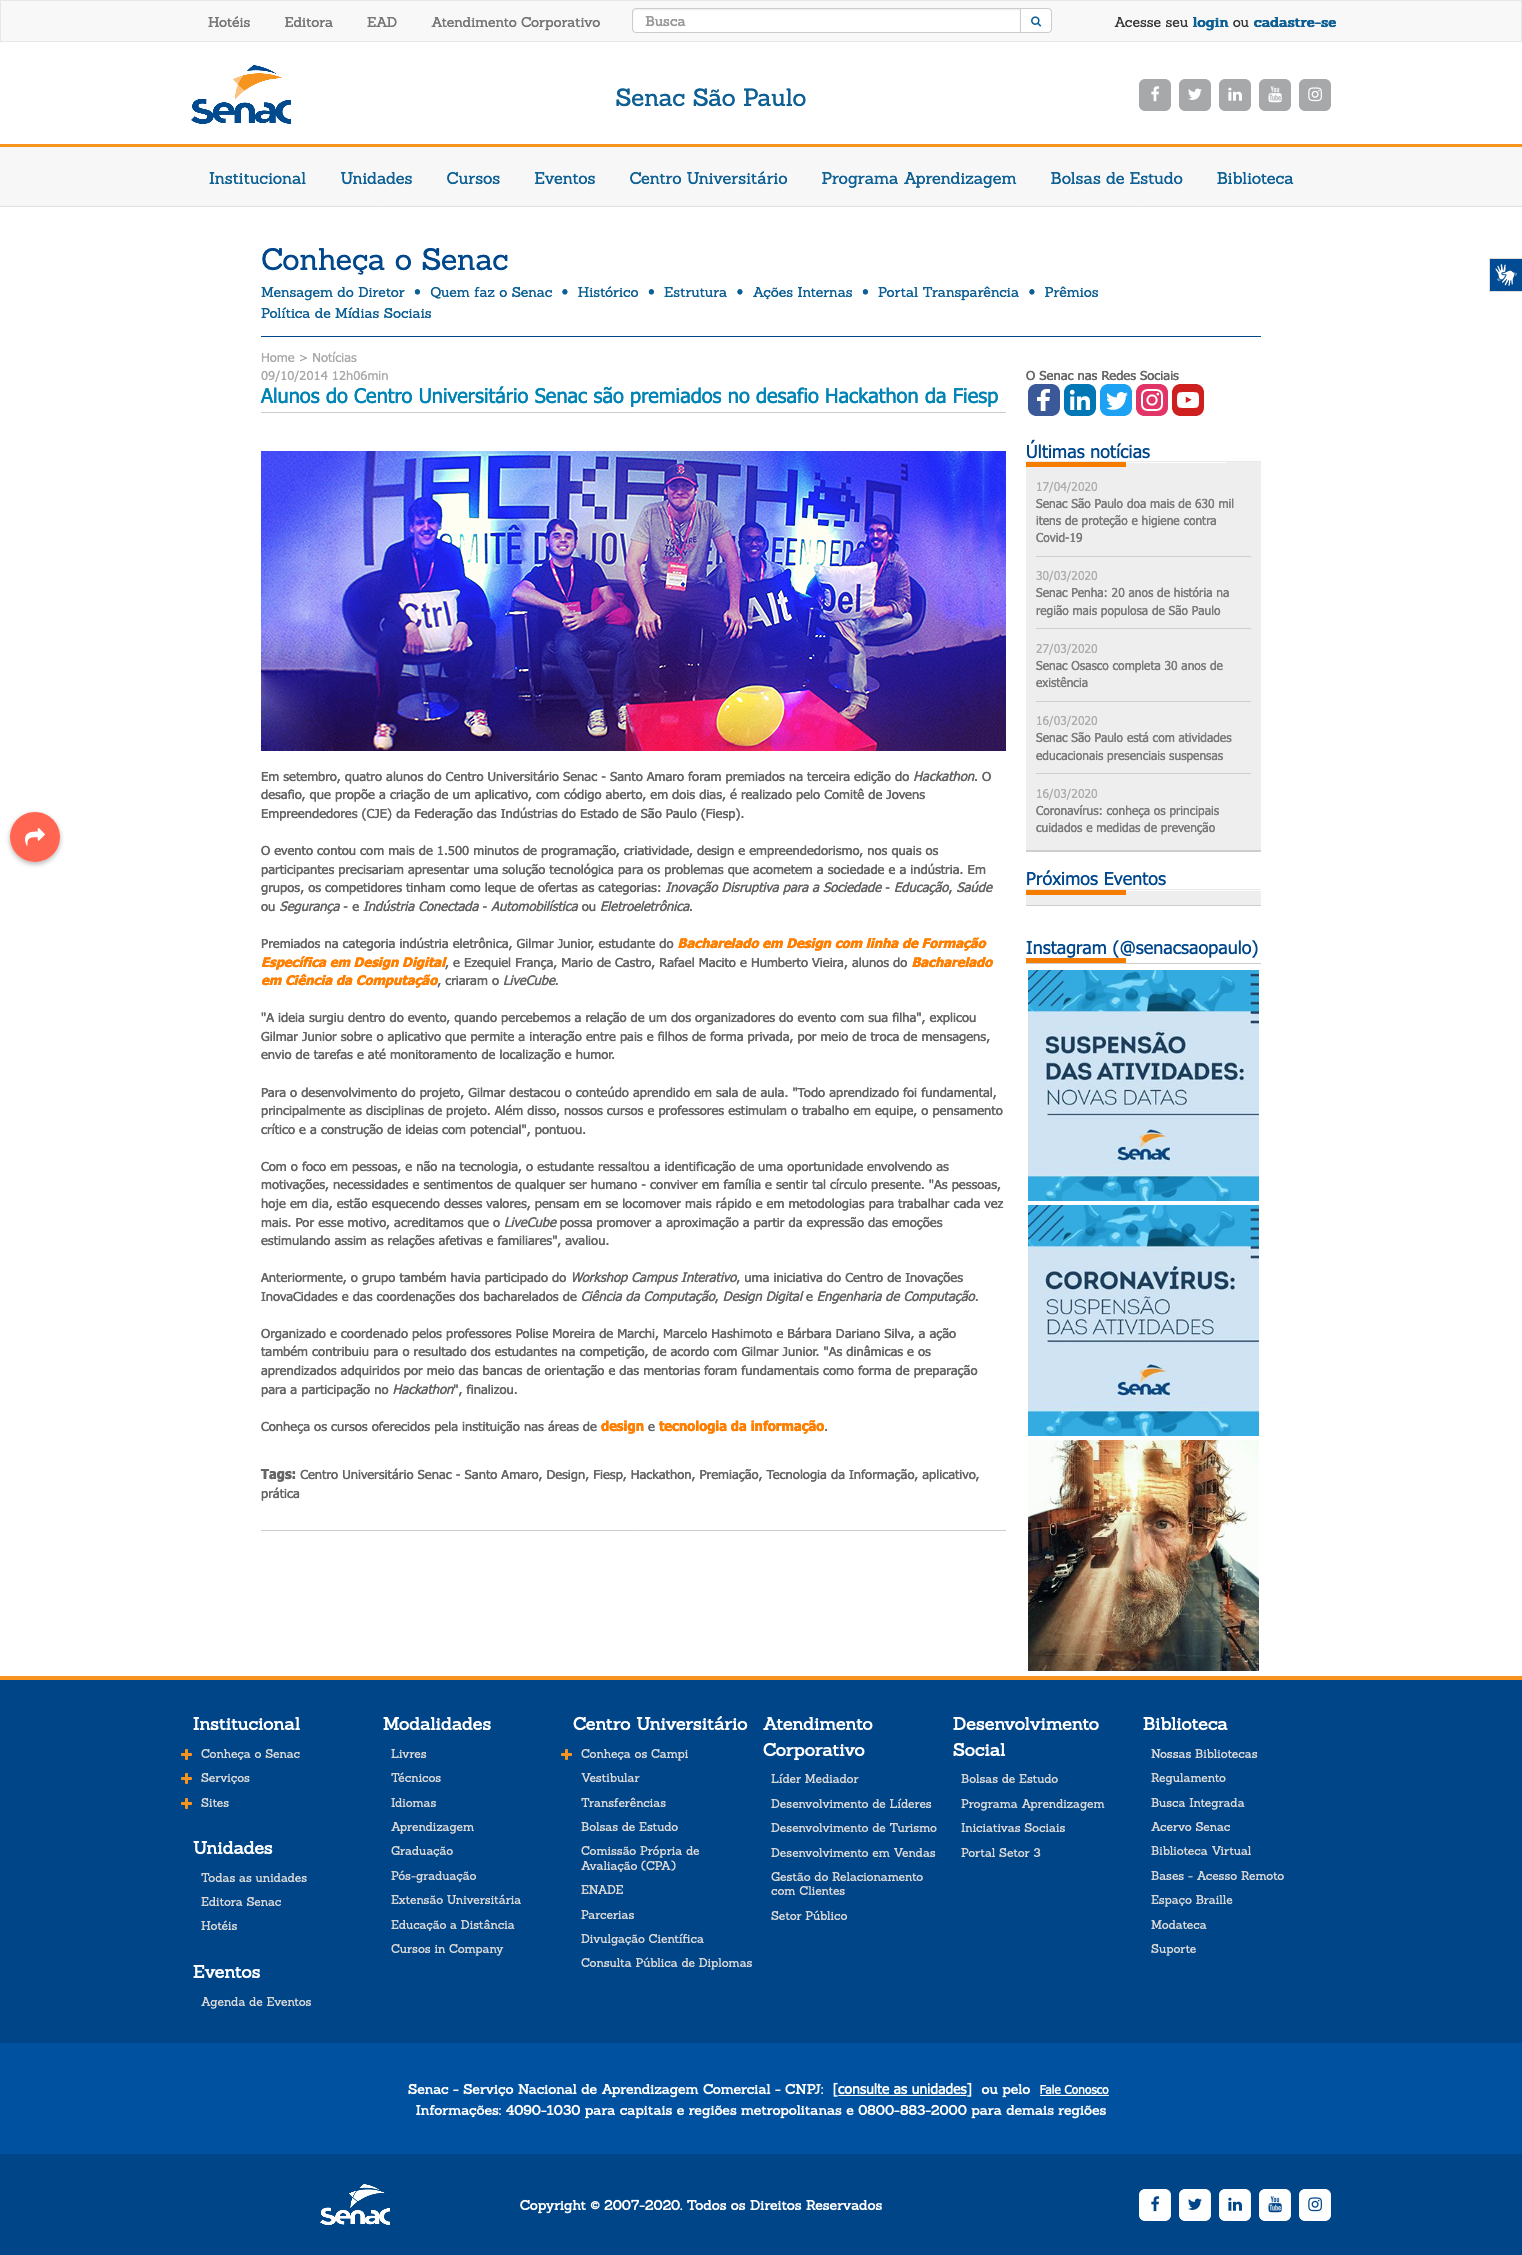 Hotéis Editora EAD Atendimento Corporativo Busca Acesse seu login ou cadastre-se
Senac
Senac São Paulo
Institucional Unidades Cursos Eventos Centro Universitário Programa Aprendizagem Bolsas de Estudo Biblioteca
Conheça o Senac
Mensagem do Diretor • Quem faz o Senac • Histórico • Estrutura • Ações Internas • Portal Transparência • Prêmios
Política de Mídias Sociais
Home > Notícias
09/10/2014 12h06min
Alunos do Centro Universitário Senac são premiados no desafio Hackathon da Fiesp
HACKATHON3
COMITÊ DE JOVENS EMPREENDEDORES
Ctrl
Alt
Del
Em setembro, quatro alunos do Centro Universitário Senac - Santo Amaro foram premiados na terceira edição do Hackathon. O
desafio, que propõe a criação de um aplicativo, com código aberto, em dois dias, é realizado pelo Comitê de Jovens
Empreendedores (CJE) da Federação das Indústrias do Estado de São Paulo (Fiesp).
O evento contou com mais de 1.500 minutos de programação, criatividade, design e empreendedorismo, nos quais os
participantes precisariam apresentar uma solução tecnológica para os problemas que acometem a sociedade e a indústria. Em
grupos, os competidores tinham como leque de ofertas as categorias: Inovação Disruptiva para a Sociedade - Educação, Saúde
ou Segurança - e Indústria Conectada - Automobilística ou Eletroeletrônica.
Premiados na categoria indústria eletrônica, Gilmar Junior, estudante do Bacharelado em Design com linha de Formação
Específica em Design Digital, e Ezequiel França, Mario de Castro, Rafael Macito e Humberto Vieira, alunos do Bacharelado
em Ciência da Computação, criaram o LiveCube.
"A ideia surgiu dentro do evento, quando percebemos a relação de um dos organizadores do evento com sua filha", explicou
Gilmar Junior sobre o aplicativo que permite a interação entre pais e filhos de forma privada, por meio de troca de mensagens,
envio de tarefas e até monitoramento de localização e humor.
Para o desenvolvimento do projeto, Gilmar destacou o conteúdo aprendido em sala de aula. "Todo aprendizado foi fundamental,
principalmente as disciplinas de projeto. Além disso, nossos cursos e professores estimulam o trabalho em equipe, o pensamento
crítico e a construção de ideias com potencial", pontuou.
Com o foco em pessoas, e não na tecnologia, o estudante ressaltou a identificação de uma oportunidade envolvendo as
motivações, necessidades e sentimentos de qualquer ser humano - conviver em família e sentir tal círculo presente. "As pessoas,
hoje em dia, estão esquecendo desses valores, pensam em se locomover mais rápido e em metodologias para trabalhar cada vez
mais. Por esse motivo, acreditamos que o LiveCube possa promover a aproximação a partir da expressão das emoções
estimulando assim as relações afetivas e familiares", avaliou.
Anteriormente, o grupo também havia participado do Workshop Campus Interativo, uma iniciativa do Centro de Inovações
InovaCidades e das coordenações dos bacharelados de Ciência da Computação, Design Digital e Engenharia de Computação.
Organizado e coordenado pelos professores Polise Moreira de Marchi, Marcelo Hashimoto e Bárbara Dariano Silva, a ação
também contribuiu para o resultado dos estudantes na competição, de acordo com Gilmar Junior. "As dinâmicas e os
aprendizados adquiridos por meio das bancas de orientação e das mentorias foram fundamentais como forma de preparação
para a participação no Hackathon", finalizou.
Conheça os cursos oferecidos pela instituição nas áreas de design e tecnologia da informação.
Tags: Centro Universitário Senac - Santo Amaro, Design, Fiesp, Hackathon, Premiação, Tecnologia da Informação, aplicativo,
prática
O Senac nas Redes Sociais
Últimas notícias
17/04/2020
Senac São Paulo doa mais de 630 mil
itens de proteção e higiene contra
Covid-19
30/03/2020
Senac Penha: 20 anos de história na
região mais populosa de São Paulo
27/03/2020
Senac Osasco completa 30 anos de
existência
16/03/2020
Senac São Paulo está com atividades
educacionais presenciais suspensas
16/03/2020
Coronavírus: conheça os principais
cuidados e medidas de prevenção
Próximos Eventos
Instagram (@senacsaopaulo)
SUSPENSÃO
DAS ATIVIDADES:
NOVAS DATAS
Senac
CORONAVÍRUS:
SUSPENSÃO
DAS ATIVIDADES
Senac
Institucional
Conheça o Senac
Serviços
Sites
Unidades
Todas as unidades
Editora Senac
Hotéis
Eventos
Agenda de Eventos
Modalidades
Livres
Técnicos
Idiomas
Aprendizagem
Graduação
Pós-graduação
Extensão Universitária
Educação a Distância
Cursos in Company
Centro Universitário
Conheça os Campi
Vestibular
Transferências
Bolsas de Estudo
Comissão Própria de
Avaliação (CPA)
ENADE
Parcerias
Divulgação Científica
Consulta Pública de Diplomas
Atendimento
Corporativo
Líder Mediador
Desenvolvimento de Líderes
Desenvolvimento de Turismo
Desenvolvimento em Vendas
Gestão do Relacionamento
com Clientes
Setor Público
Desenvolvimento
Social
Bolsas de Estudo
Programa Aprendizagem
Iniciativas Sociais
Portal Setor 3
Biblioteca
Nossas Bibliotecas
Regulamento
Busca Integrada
Acervo Senac
Biblioteca Virtual
Bases - Acesso Remoto
Espaço Braille
Modateca
Suporte
Senac - Serviço Nacional de Aprendizagem Comercial - CNPJ: [consulte as unidades] ou pelo Fale Conosco
Informações: 4090-1030 para capitais e regiões metropolitanas e 0800-883-2000 para demais regiões
Senac
Copyright © 2007-2020. Todos os Direitos Reservados